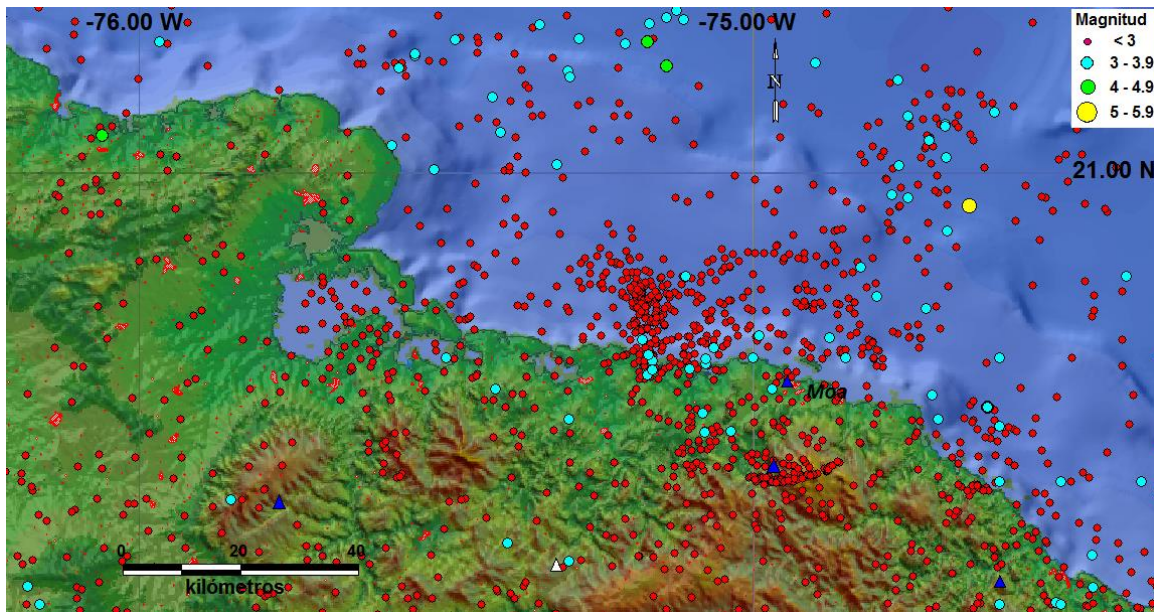 -76.00 W
-75.00 W
Magnitud
< 3
3 - 3.9
4 - 4.9
5 - 5.9
N
21.00 N
Moa
0 20 40
kilómetros